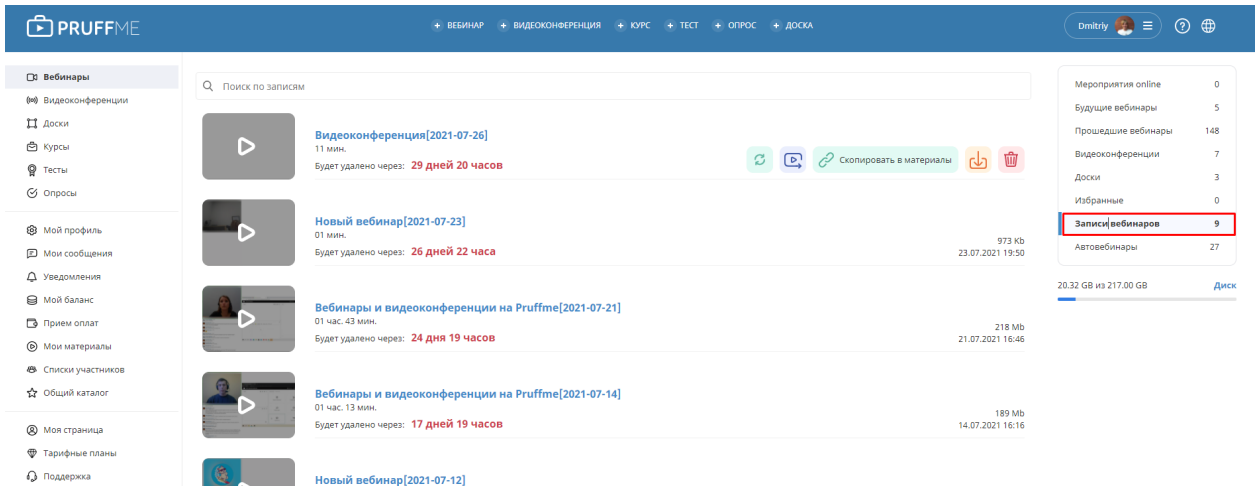 PRUFFME
+ ВЕБИНАР + ВИДЕОКОНФЕРЕНЦИЯ + КУРС + ТЕСТ + ОПРОС + ДОСКА
Dmitriy
Вебинары
Видеоконференции
Доски
Курсы
Тесты
Опросы
Мой профиль
Мои сообщения
Уведомления
Мой баланс
Прием оплат
Мои материалы
Списки участников
Общий каталог
Моя страница
Тарифные планы
Поддержка
Поиск по записям
Видеоконференция[2021-07-26]
11 мин.
Будет удалено через: 29 дней 20 часов
Скопировать в материалы
Новый вебинар[2021-07-23]
01 мин.
Будет удалено через: 26 дней 22 часа
973 Kb
23.07.2021 19:50
Вебинары и видеоконференции на Pruffme[2021-07-21]
01 час. 43 мин.
Будет удалено через: 24 дня 19 часов
218 Mb
21.07.2021 16:46
Вебинары и видеоконференции на Pruffme[2021-07-14]
01 час. 13 мин.
Будет удалено через: 17 дней 19 часов
189 Mb
14.07.2021 16:16
Новый вебинар[2021-07-12]
Мероприятия online 0
Будущие вебинары 5
Прошедшие вебинары 148
Видеоконференции 7
Доски 3
Избранные 0
Записи вебинаров 9
Автовебинары 27
20.32 GB из 217.00 GB Диск